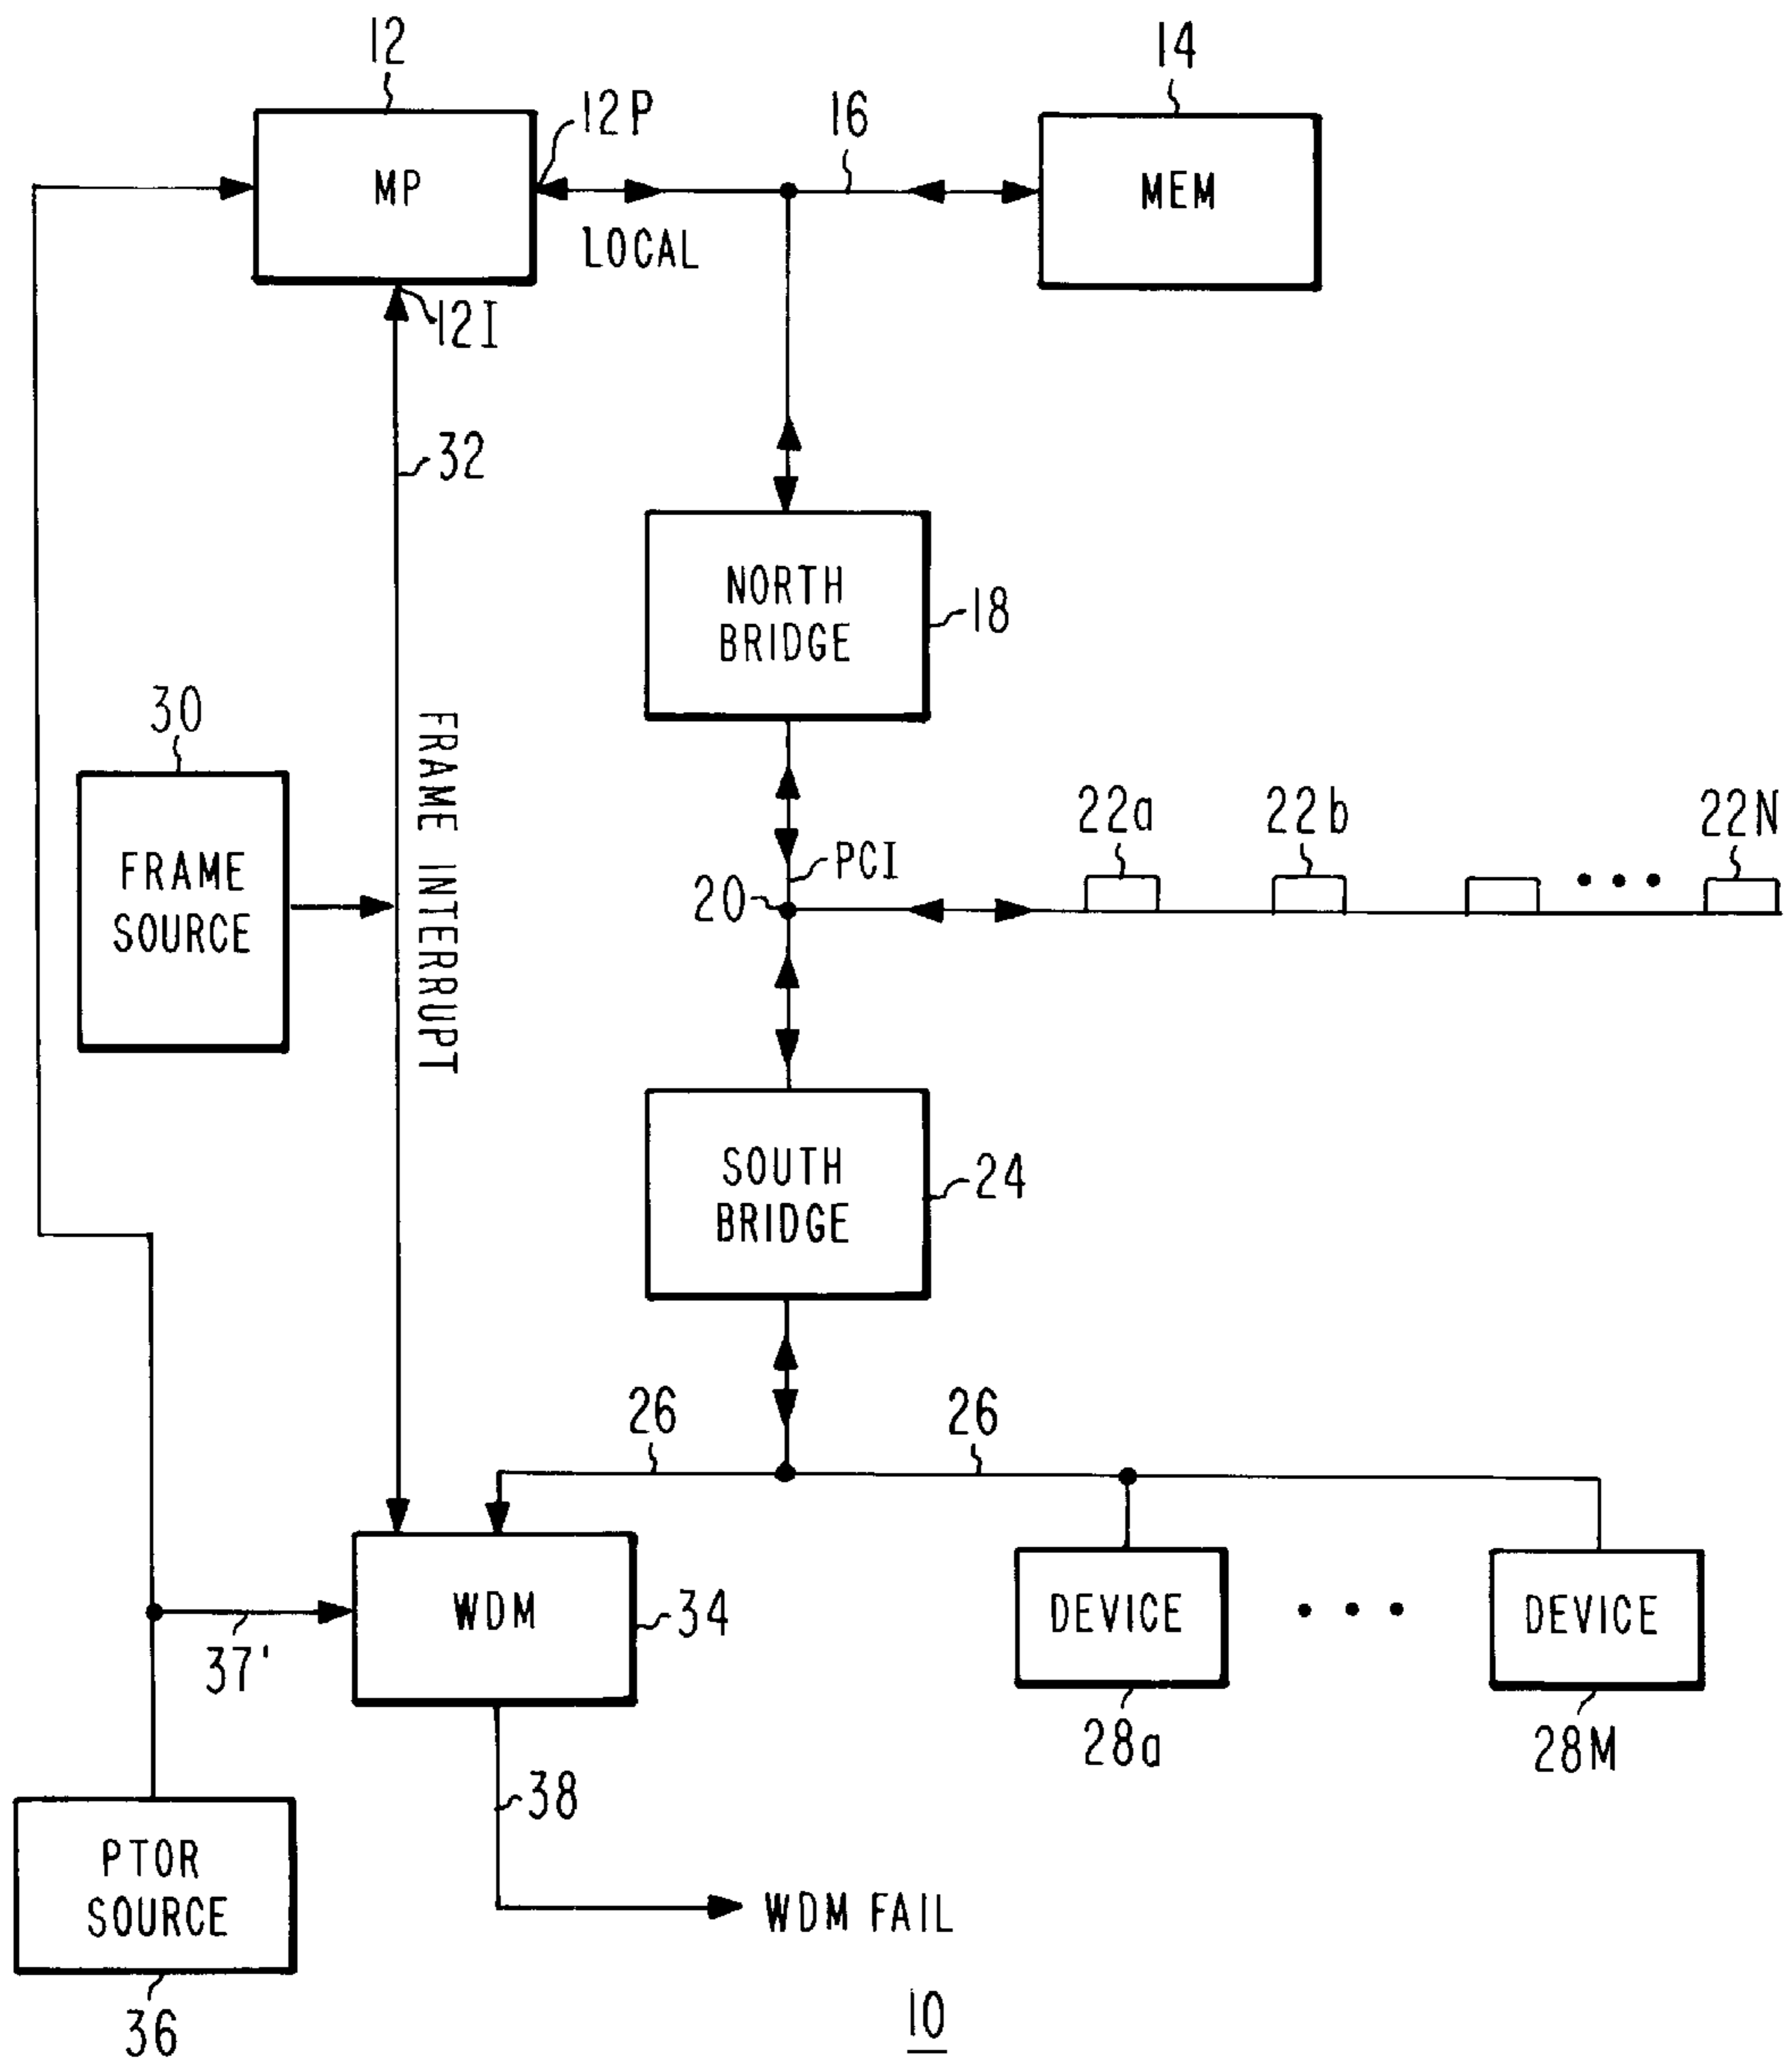 12
14
12P
16
MP
MEM
LOCAL
12I
32
NORTH
BRIDGE
18
30
FRAME INTERRUPT
22a
22b
22N
FRAME
SOURCE
PCI
20
SOUTH
BRIDGE
24
26
26
WDM
34
DEVICE
• • •
DEVICE
37'
28a
28M
38
PTOR
SOURCE
WDM FAIL
36
10